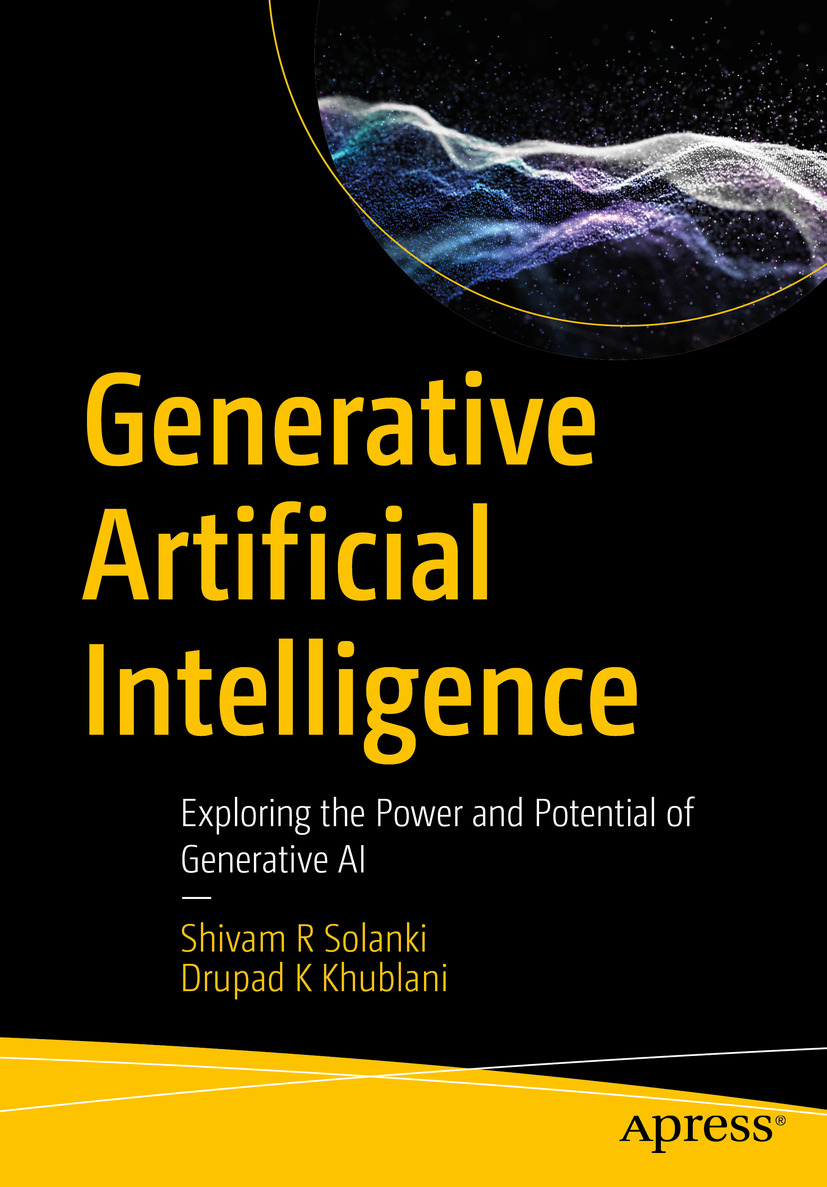 Generative
Artificial
Intelligence
Exploring the Power and Potential of
Generative AI
Shivam R Solanki
Drupad K Khublani
Apress®